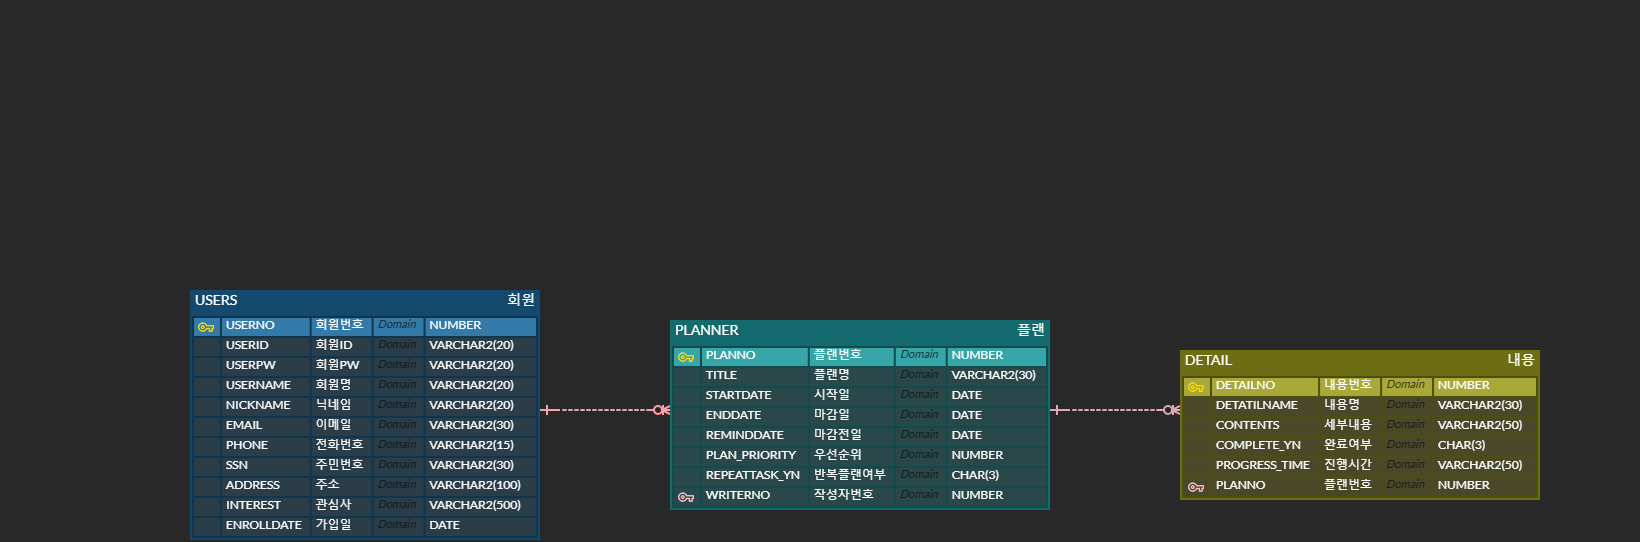 USERS 회원
USERNO 회원번호 Domain NUMBER
USERID 회원ID Domain VARCHAR2(20)
USERPW 회원PW Domain VARCHAR2(20)
USERNAME 회원명 Domain VARCHAR2(20)
NICKNAME 닉네임 Domain VARCHAR2(20)
EMAIL 이메일 Domain VARCHAR2(30)
PHONE 전화번호 Domain VARCHAR2(15)
SSN 주민번호 Domain VARCHAR2(30)
ADDRESS 주소 Domain VARCHAR2(100)
INTEREST 관심사 Domain VARCHAR2(500)
ENROLLDATE 가입일 Domain DATE
PLANNER 플랜
PLANNO 플랜번호 Domain NUMBER
TITLE 플랜명 Domain VARCHAR2(30)
STARTDATE 시작일 Domain DATE
ENDDATE 마감일 Domain DATE
REMINDDATE 마감전일 Domain DATE
PLAN_PRIORITY 우선순위 Domain NUMBER
REPEATTASK_YN 반복플랜여부 Domain CHAR(3)
WRITERNO 작성자번호 Domain NUMBER
DETAIL 내용
DETAILNO 내용번호 Domain NUMBER
DETATILNAME 내용명 Domain VARCHAR2(30)
CONTENTS 세부내용 Domain VARCHAR2(50)
COMPLETE_YN 완료여부 Domain CHAR(3)
PROGRESS_TIME 진행시간 Domain VARCHAR2(50)
PLANNO 플랜번호 Domain NUMBER